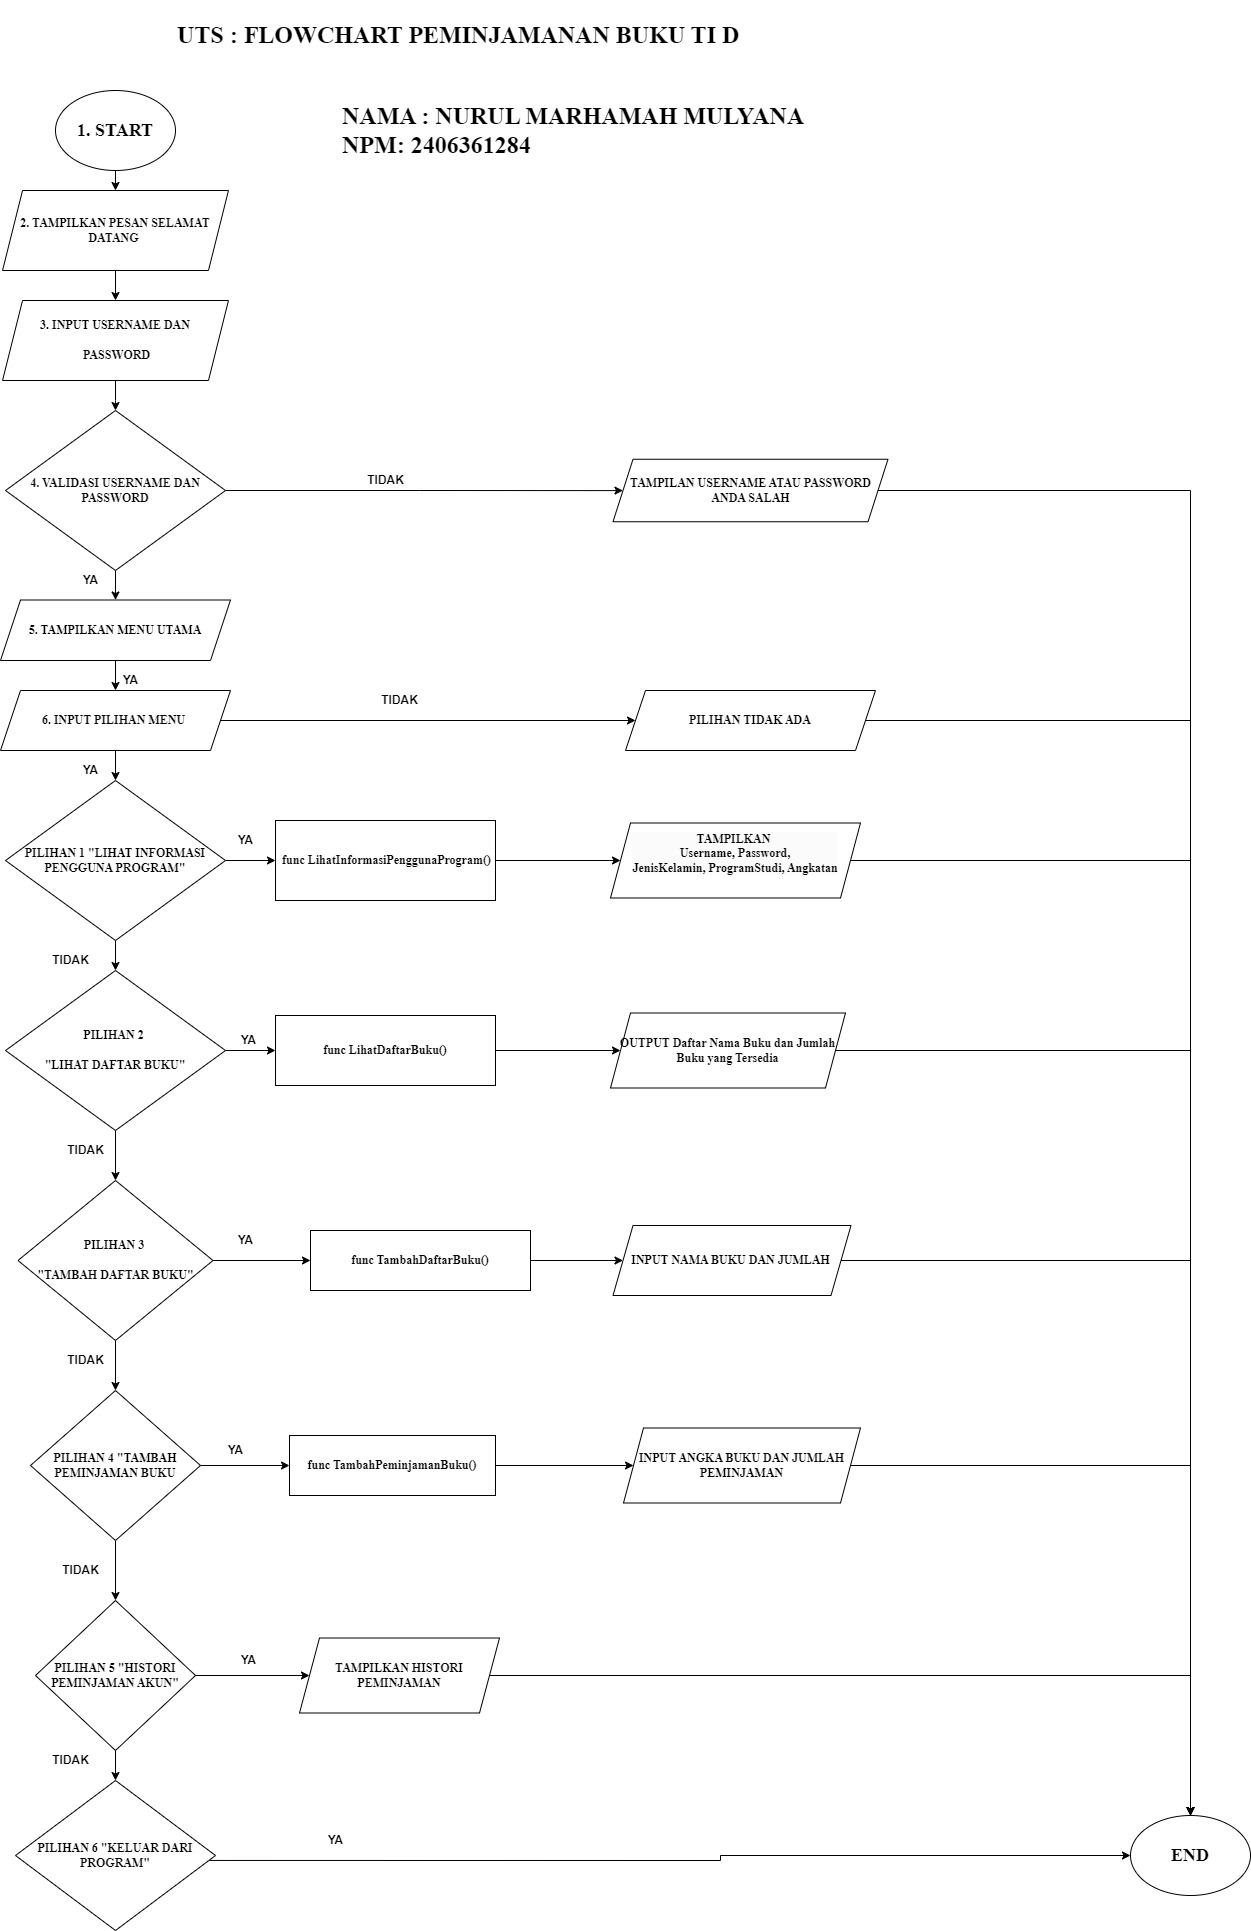 UTS : FLOWCHART PEMINJAMANAN BUKU TI D
NAMA : NURUL MARHAMAH MULYANA
NPM: 2406361284
1. START
2. TAMPILKAN PESAN SELAMAT
DATANG
3. INPUT USERNAME DAN
PASSWORD
4. VALIDASI USERNAME DAN
PASSWORD
TIDAK
TAMPILAN USERNAME ATAU PASSWORD
ANDA SALAH
YA
5. TAMPILKAN MENU UTAMA
YA
6. INPUT PILIHAN MENU
TIDAK
PILIHAN TIDAK ADA
YA
PILIHAN 1 "LIHAT INFORMASI
PENGGUNA PROGRAM"
YA
func LihatInformasiPenggunaProgram()
TAMPILKAN
Username, Password,
JenisKelamin, ProgramStudi, Angkatan
TIDAK
PILIHAN 2
"LIHAT DAFTAR BUKU"
YA
func LihatDaftarBuku()
OUTPUT Daftar Nama Buku dan Jumlah
Buku yang Tersedia
TIDAK
PILIHAN 3
"TAMBAH DAFTAR BUKU"
YA
func TambahDaftarBuku()
INPUT NAMA BUKU DAN JUMLAH
TIDAK
PILIHAN 4 "TAMBAH
PEMINJAMAN BUKU
YA
func TambahPeminjamanBuku()
INPUT ANGKA BUKU DAN JUMLAH
PEMINJAMAN
TIDAK
PILIHAN 5 "HISTORI
PEMINJAMAN AKUN"
YA
TAMPILKAN HISTORI
PEMINJAMAN
TIDAK
PILIHAN 6 "KELUAR DARI
PROGRAM"
YA
END